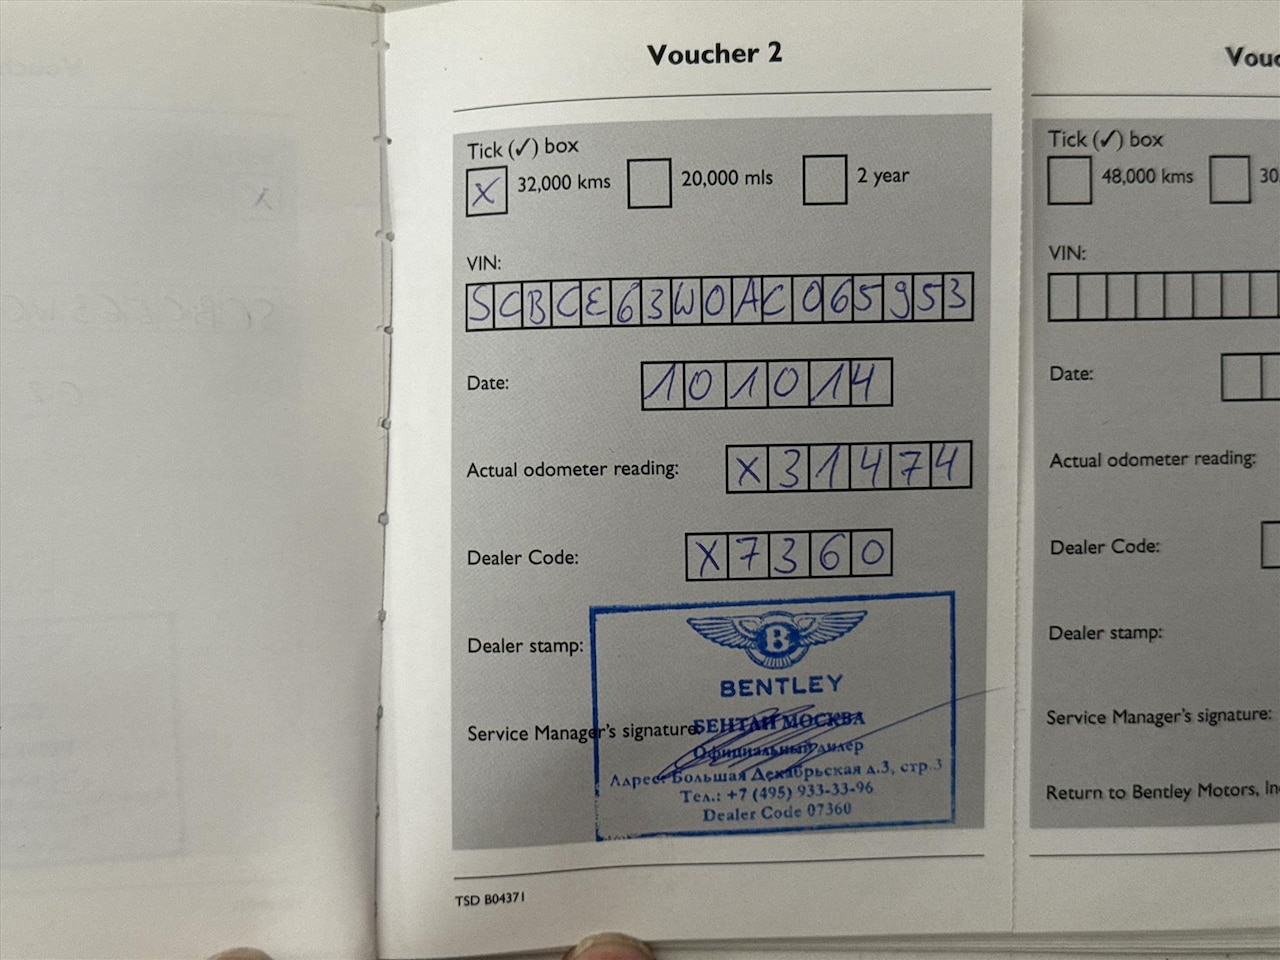 Voucher 2
Tick (✓) box
X 32,000 kms 20,000 mls 2 year
VIN:
SCBCE63W0AC065953
Date: 101014
Actual odometer reading: X31474
Dealer Code: X7360
Dealer stamp:
B
BENTLEY
Service Manager's signature:
БЕНТЛИ МОСКВА
Официальный дилер
Адрес: Большая Декабрьская д.3, стр.3
Тел.: +7 (495) 933-33-96
Dealer Code 07360
TSD B04371
Vouc
Tick (✓) box
48,000 kms 30,
VIN:
Date:
Actual odometer reading:
Dealer Code:
Dealer stamp:
Service Manager's signature:
Return to Bentley Motors, In